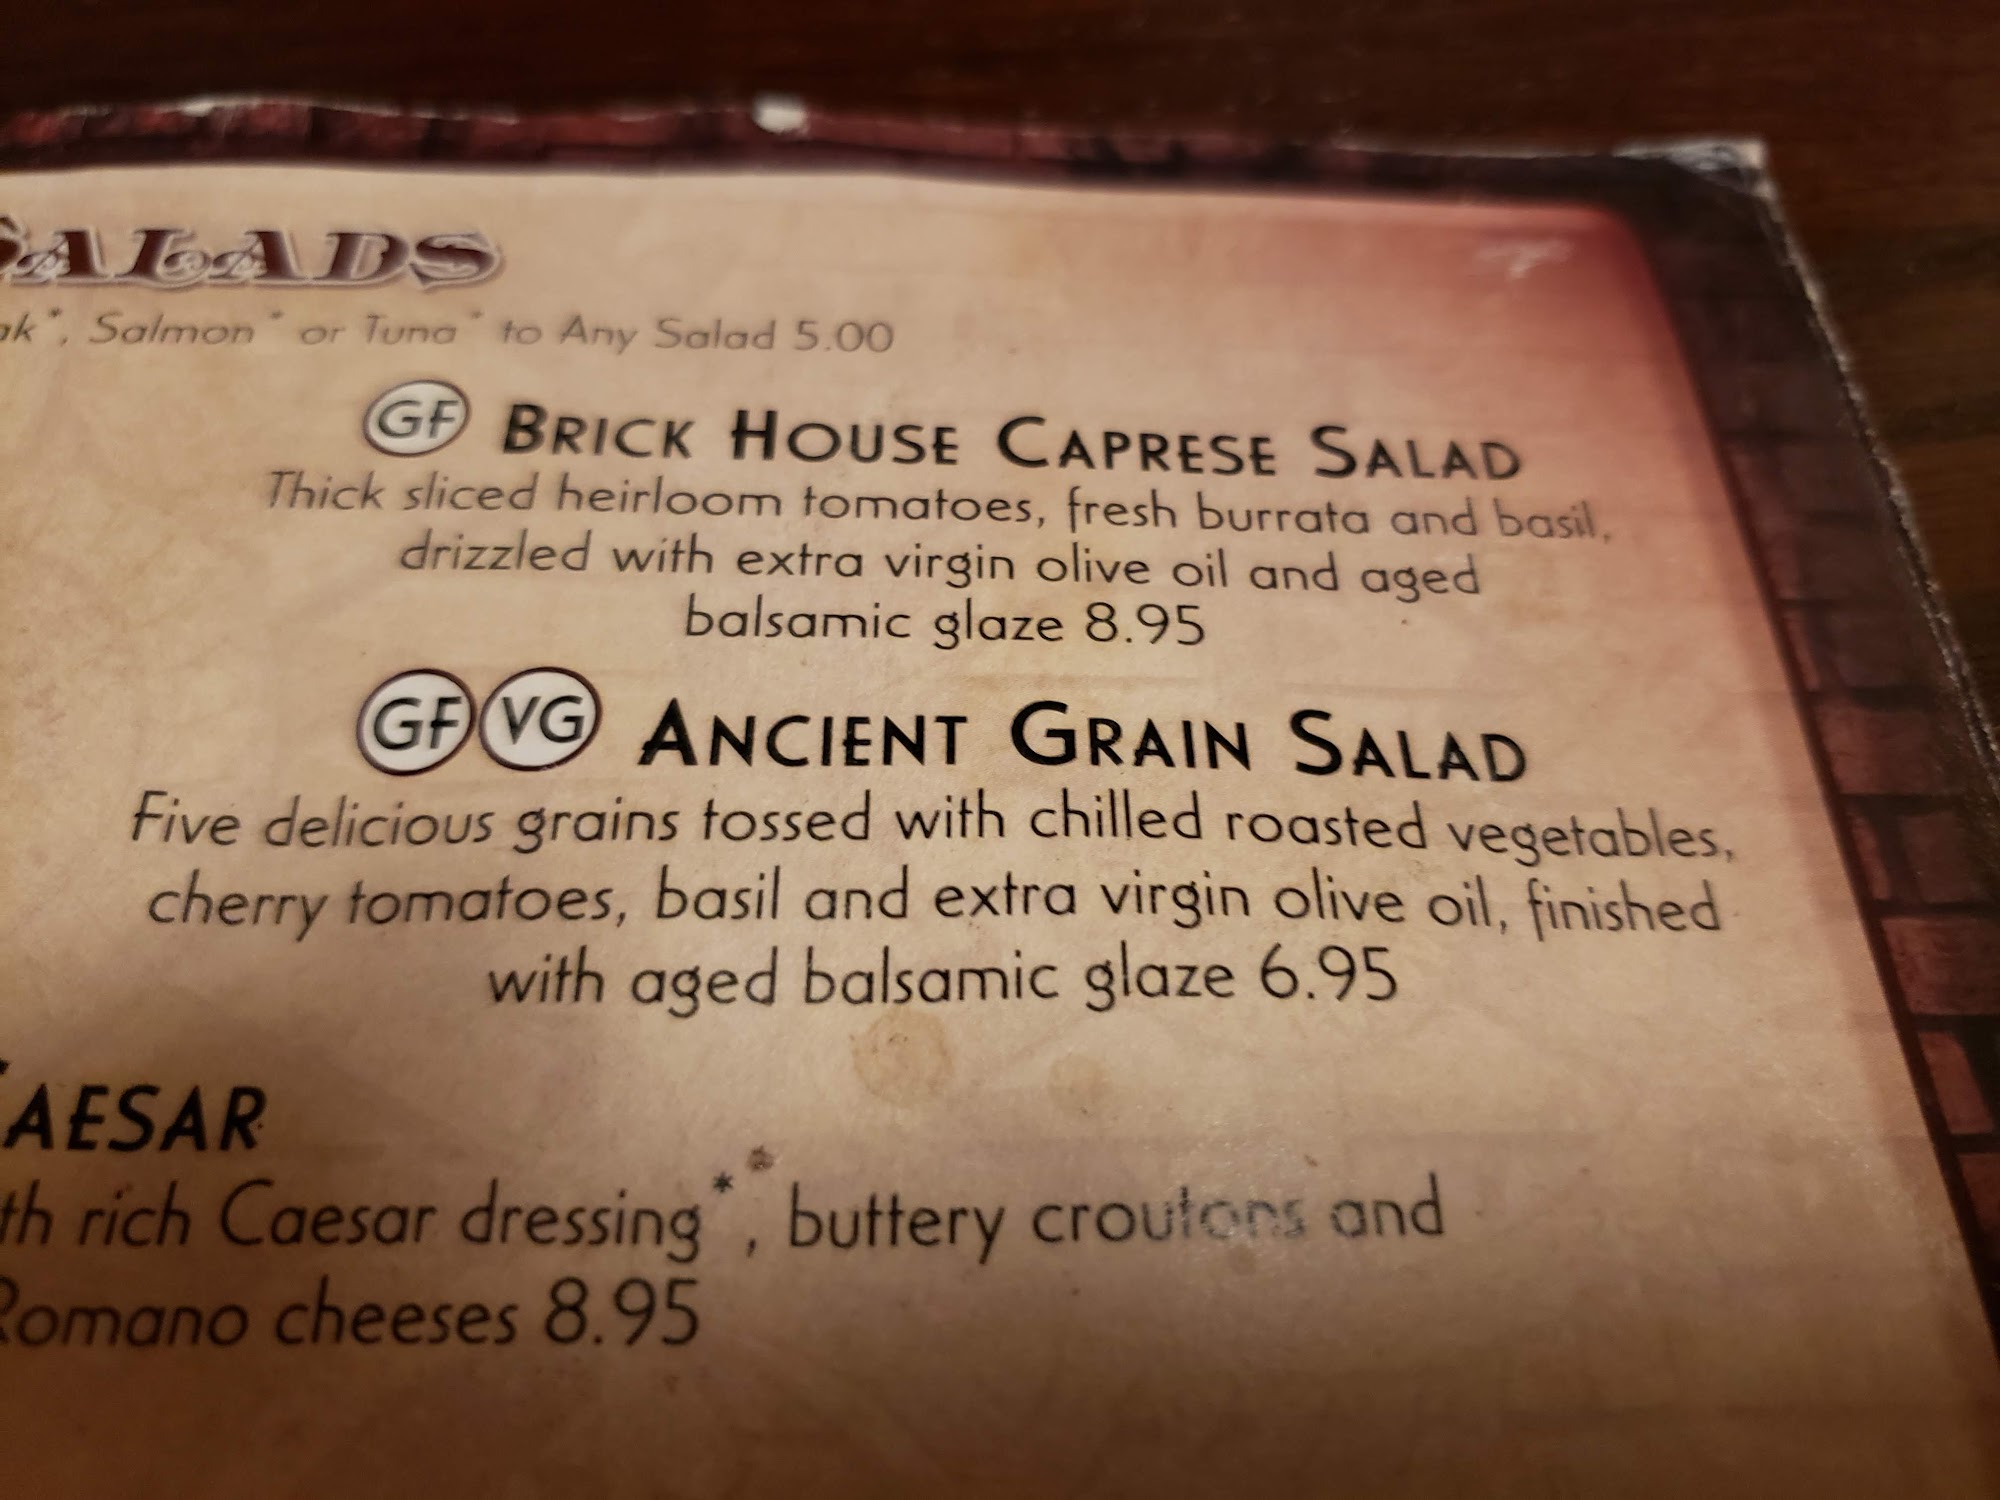 SALADS
, Salmon* or Tuna* to Any Salad 5.00
GF BRICK HOUSE CAPRESE SALAD
Thick sliced heirloom tomatoes, fresh burrata and basil,
drizzled with extra virgin olive oil and aged
balsamic glaze 8.95
GF VG ANCIENT GRAIN SALAD
Five delicious grains tossed with chilled roasted vegetables,
cherry tomatoes, basil and extra virgin olive oil, finished
with aged balsamic glaze 6.95
CAESAR
rich Caesar dressing*, buttery croutons and
Romano cheeses 8.95